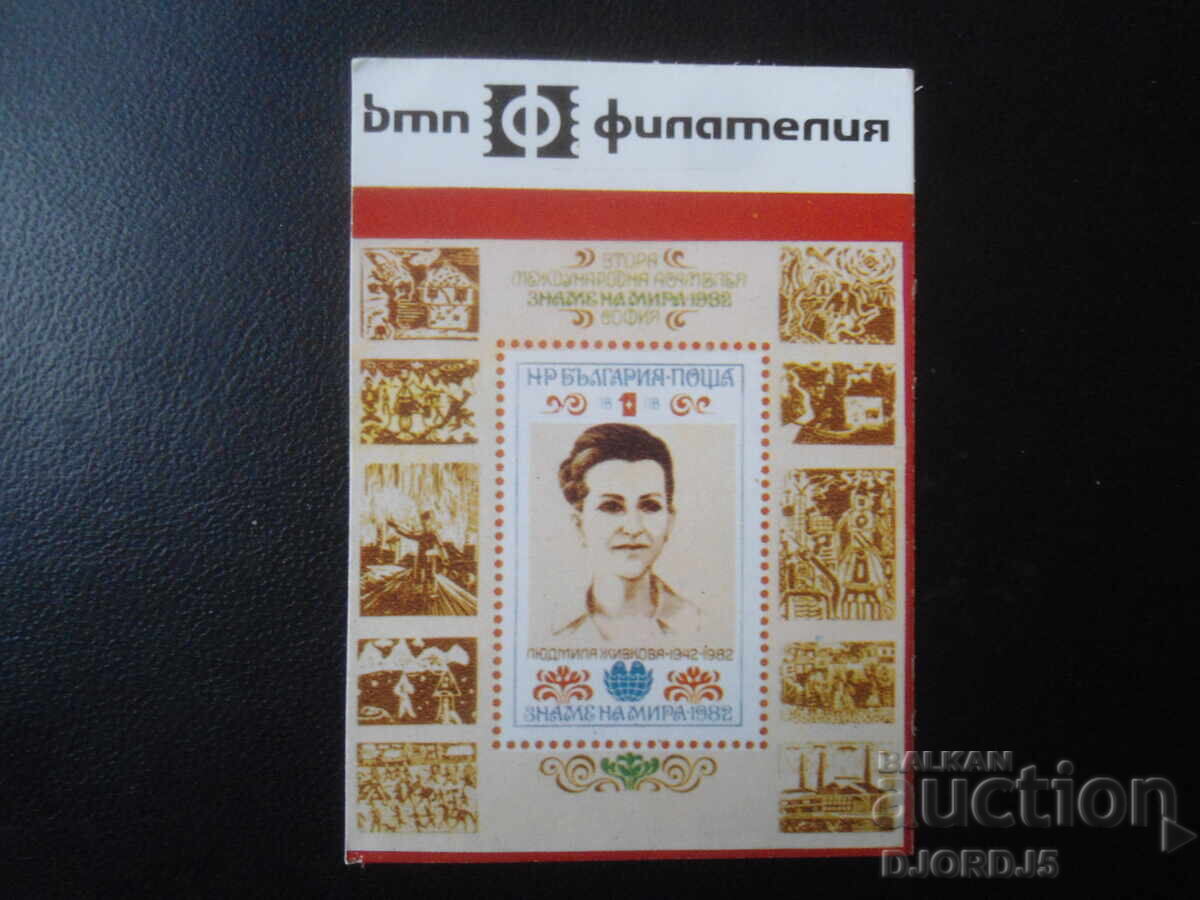 втп Ф филателия
ВТОРА
МЕЖДУНАРОДНА АСАМБЛЕЯ
ЗНАМЕ НА МИРА 1982
СОФИЯ
НР БЪЛГАРИЯ·ПОЩА
1
ЛЮДМИЛА ЖИВКОВА·1942-1982
ЗНАМЕ НА МИРА·1982
BALKAN
auction
DJORDJ5